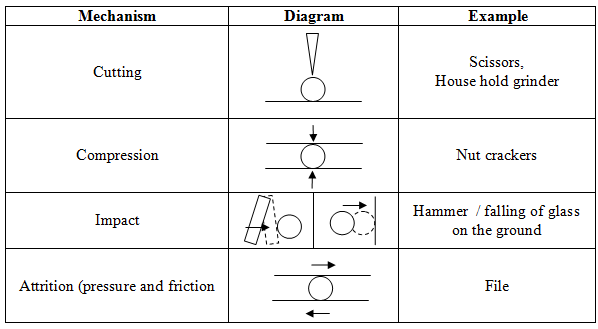 Mechanism Diagram Example
Cutting
Scissors,
House hold grinder
Compression
Nut crackers
Impact
Hammer / falling of glass
on the ground
Attrition (pressure and friction
File